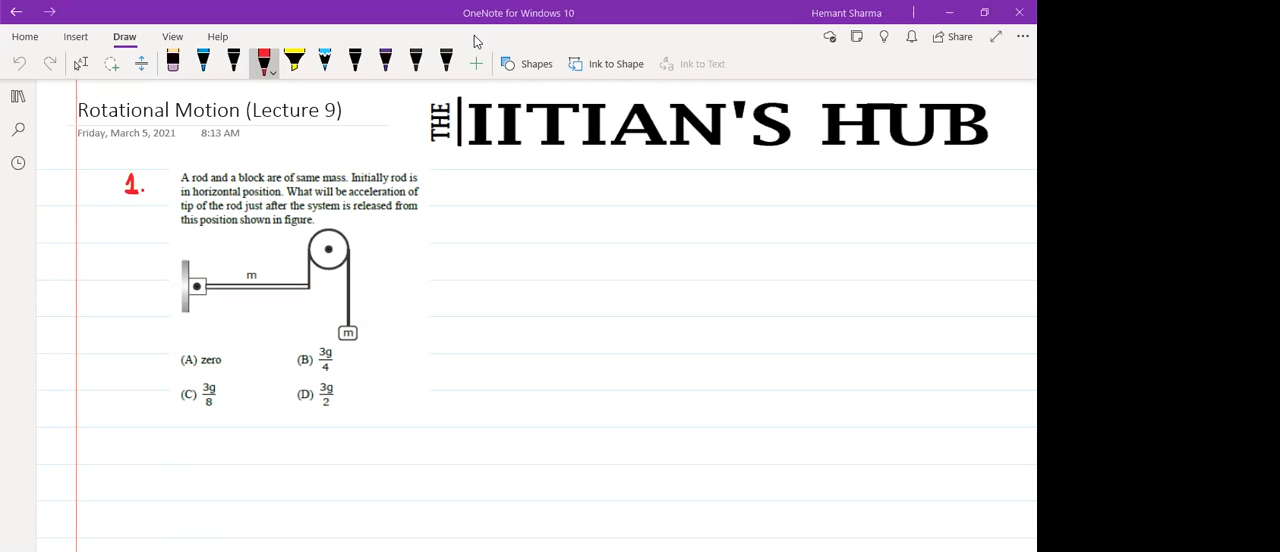 OneNote for Windows 10
Hemant Sharma
Home Insert Draw View Help
Share
Shapes Ink to Shape Ink to Text
Rotational Motion (Lecture 9)
Friday, March 5, 2021 8:13 AM
THE IITIAN'S HUB
1.
A rod and a block are of same mass. Initially rod is
in horizontal position. What will be acceleration of
tip of the rod just after the system is released from
this position shown in figure.
m
m
(A) zero (B) 3g/4
(C) 3g/8 (D) 3g/2